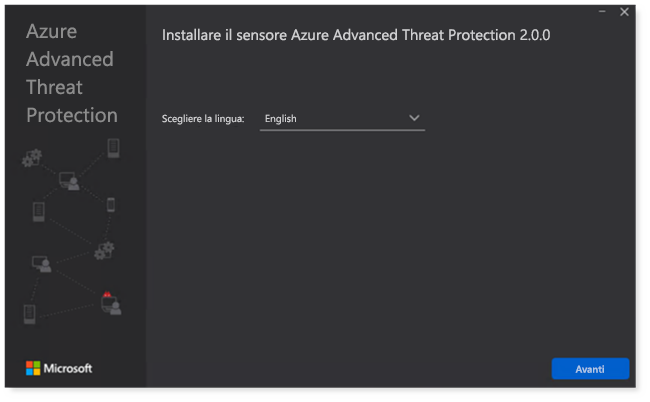 Azure
Advanced
Threat
Protection
Installare il sensore Azure Advanced Threat Protection 2.0.0
Scegliere la lingua: English
Microsoft
Avanti